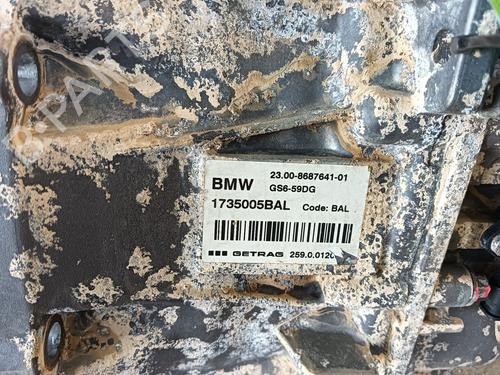 BMW 23.00-8687641-01
GS6-59DG
1735005BAL Code: BAL
GETRAG 259.0.0120